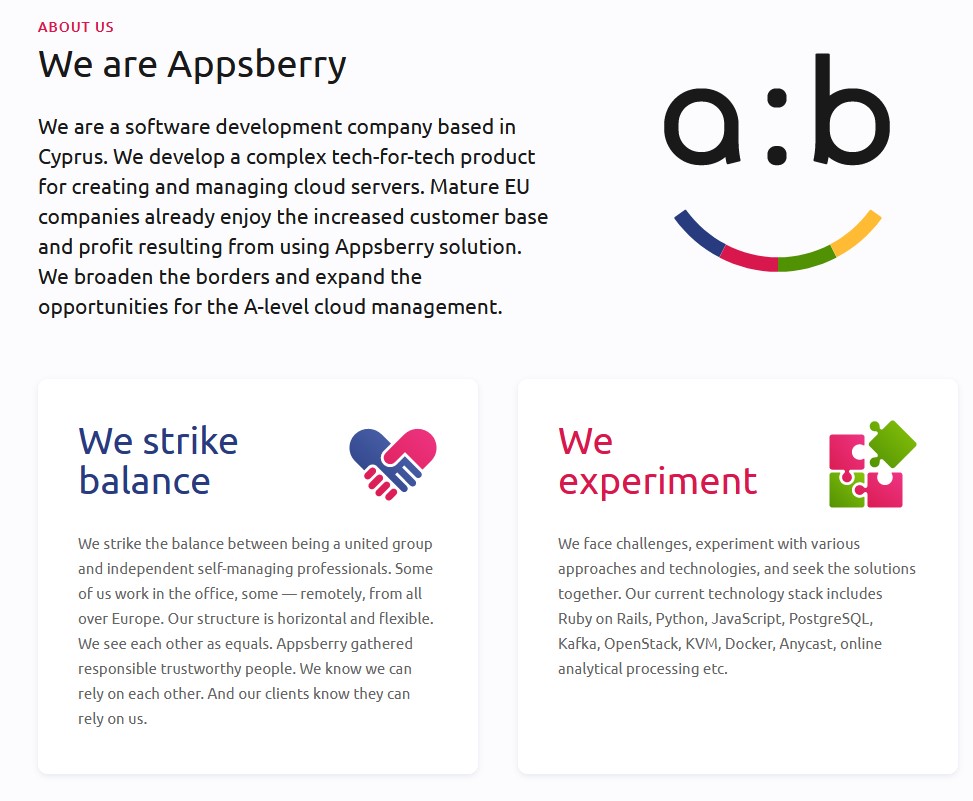 ABOUT US
We are Appsberry
We are a software development company based in
Cyprus. We develop a complex tech-for-tech product
for creating and managing cloud servers. Mature EU
companies already enjoy the increased customer base
and profit resulting from using Appsberry solution.
We broaden the borders and expand the
opportunities for the A-level cloud management.
a:b
We strike
balance
We strike the balance between being a united group
and independent self-managing professionals. Some
of us work in the office, some — remotely, from all
over Europe. Our structure is horizontal and flexible.
We see each other as equals. Appsberry gathered
responsible trustworthy people. We know we can
rely on each other. And our clients know they can
rely on us.
We
experiment
We face challenges, experiment with various
approaches and technologies, and seek the solutions
together. Our current technology stack includes
Ruby on Rails, Python, JavaScript, PostgreSQL,
Kafka, OpenStack, KVM, Docker, Anycast, online
analytical processing etc.